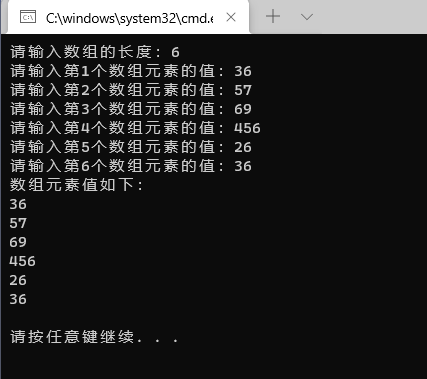 C:\windows\system32\cmd.e
请输入数组的长度: 6
请输入第1个数组元素的值: 36
请输入第2个数组元素的值: 57
请输入第3个数组元素的值: 69
请输入第4个数组元素的值: 456
请输入第5个数组元素的值: 26
请输入第6个数组元素的值: 36
数组元素值如下:
36
57
69
456
26
36
请按任意键继续. . .